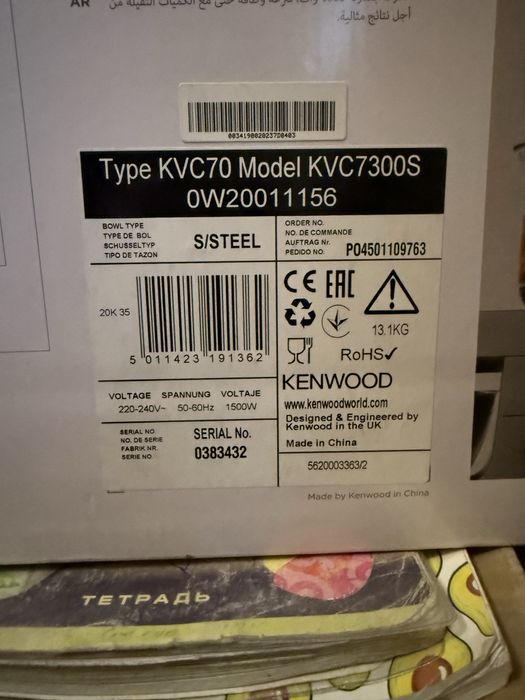 AR
أجل نتائج مثالية.
00341900202370403
Type KVC70 Model KVC7300S
0W20011156
BOWL TYPE
TYPE DE BOL
SCHUSSELTYP
TIPO DE TAZON
S/STEEL
ORDER NO.
NO. DE COMMANDE
AUFTRAG Nr.
PEDIDO NO.
PO4501109763
20K 35
5 011423 191362
CE EAC
13.1KG
RoHS✓
KENWOOD
www.kenwoodworld.com
Designed & Engineered by
Kenwood in the UK
Made in China
VOLTAGE SPANNUNG VOLTAJE
220-240V~ 50-60Hz 1500W
SERIAL NO.
NO. DE SERIE
FABRIK NR.
SERIE NO.
SERIAL No.
0383432
5620003363/2
Made by Kenwood in China
ТЕТРАДЬ